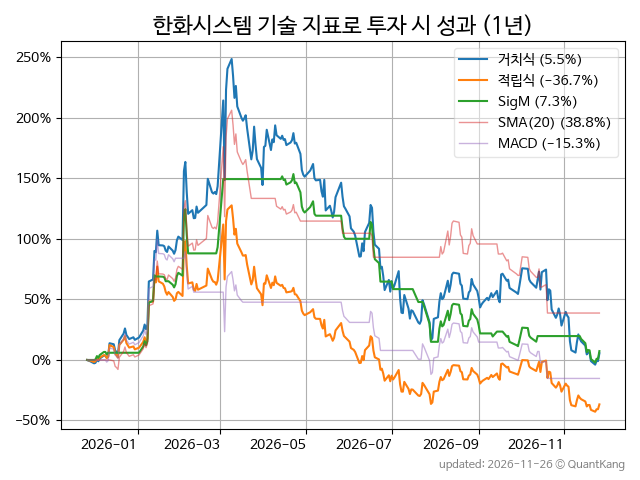 한화시스템 기술 지표로 투자 시 성과 (1년)
250%
200%
150%
100%
50%
0%
−50%
거치식 (5.5%)
적립식 (−36.7%)
SigM (7.3%)
SMA(20) (38.8%)
MACD (−15.3%)
2026-01
2026-03
2026-05
2026-07
2026-09
2026-11
updated: 2026-11-26 © QuantKang